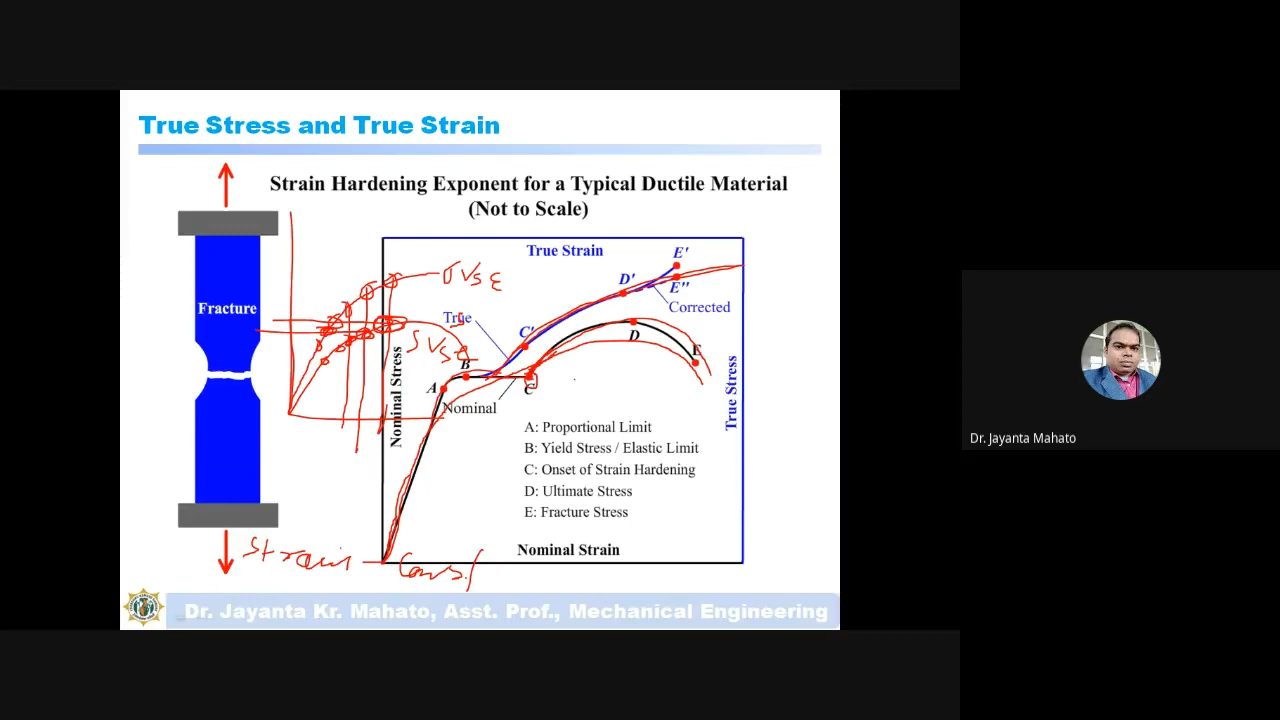 True Stress and True Strain
Strain Hardening Exponent for a Typical Ductile Material
(Not to Scale)
Fracture
True Strain
E'
D'
E"
Corrected
σ vs ε
True
C'
S vs e
D
E
B
A
C
Nominal
Nominal Stress
True Stress
A: Proportional Limit
B: Yield Stress / Elastic Limit
C: Onset of Strain Hardening
D: Ultimate Stress
E: Fracture Stress
Nominal Strain
Strain
Dr. Jayanta Kr. Mahato, Asst. Prof., Mechanical Engineering
Dr. Jayanta Mahato